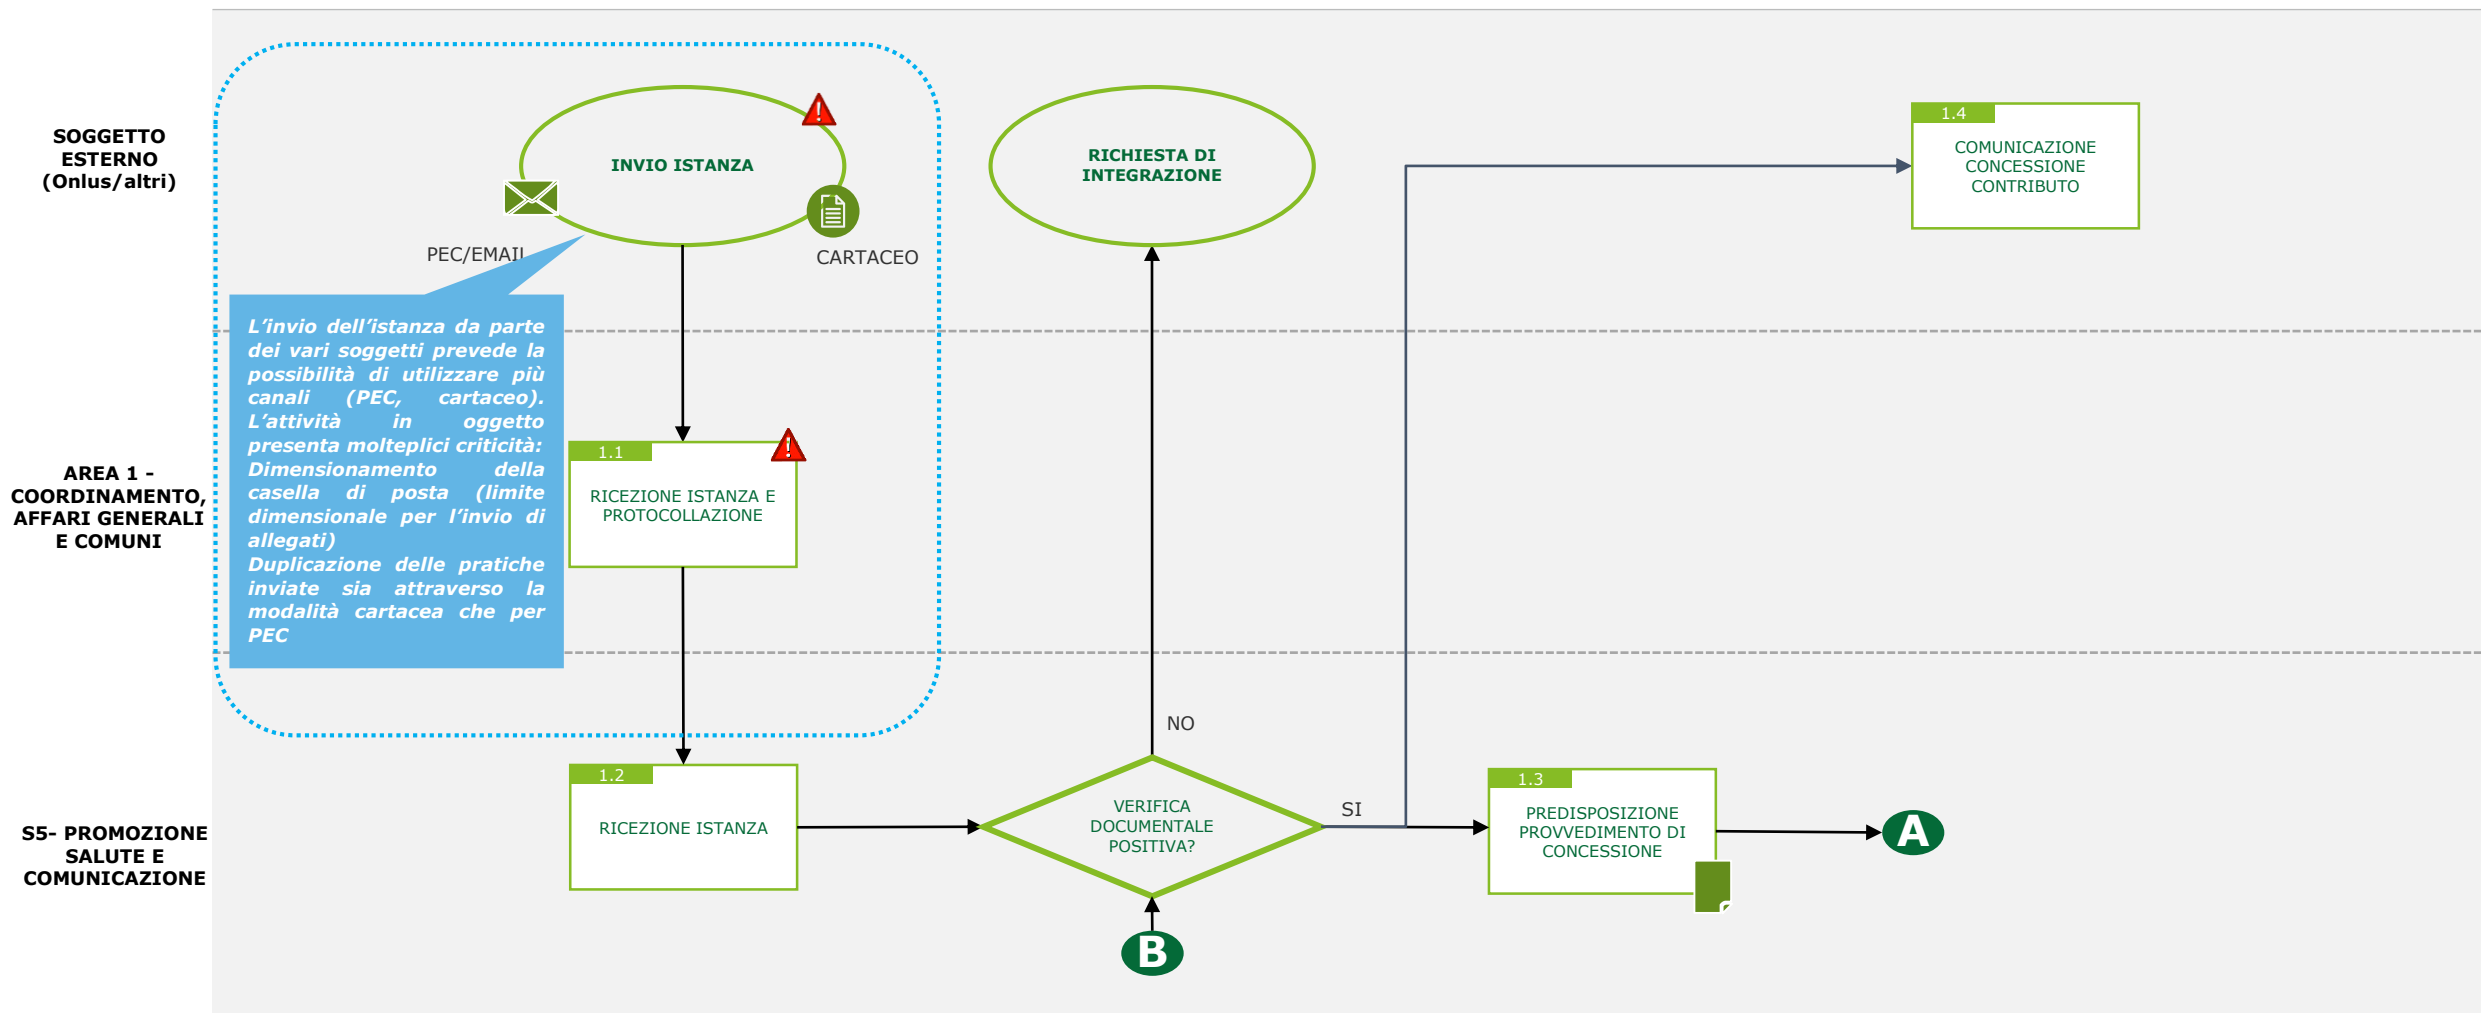 SOGGETTO
ESTERNO
(Onlus/altri)
INVIO ISTANZA
PEC/EMAIL
CARTACEO
RICHIESTA DI
INTEGRAZIONE
1.4
COMUNICAZIONE
CONCESSIONE
CONTRIBUTO
L’invio dell’istanza da parte
dei vari soggetti prevede la
possibilità di utilizzare più
canali (PEC, cartaceo).
L’attività in oggetto
presenta molteplici criticità:
Dimensionamento della
casella di posta (limite
dimensionale per l’invio di
allegati)
Duplicazione delle pratiche
inviate sia attraverso la
modalità cartacea che per
PEC
AREA 1 -
COORDINAMENTO,
AFFARI GENERALI
E COMUNI
1.1
RICEZIONE ISTANZA E
PROTOCOLLAZIONE
S5- PROMOZIONE
SALUTE E
COMUNICAZIONE
1.2
RICEZIONE ISTANZA
NO
VERIFICA
DOCUMENTALE
POSITIVA?
SI
1.3
PREDISPOSIZIONE
PROVVEDIMENTO DI
CONCESSIONE
A
B